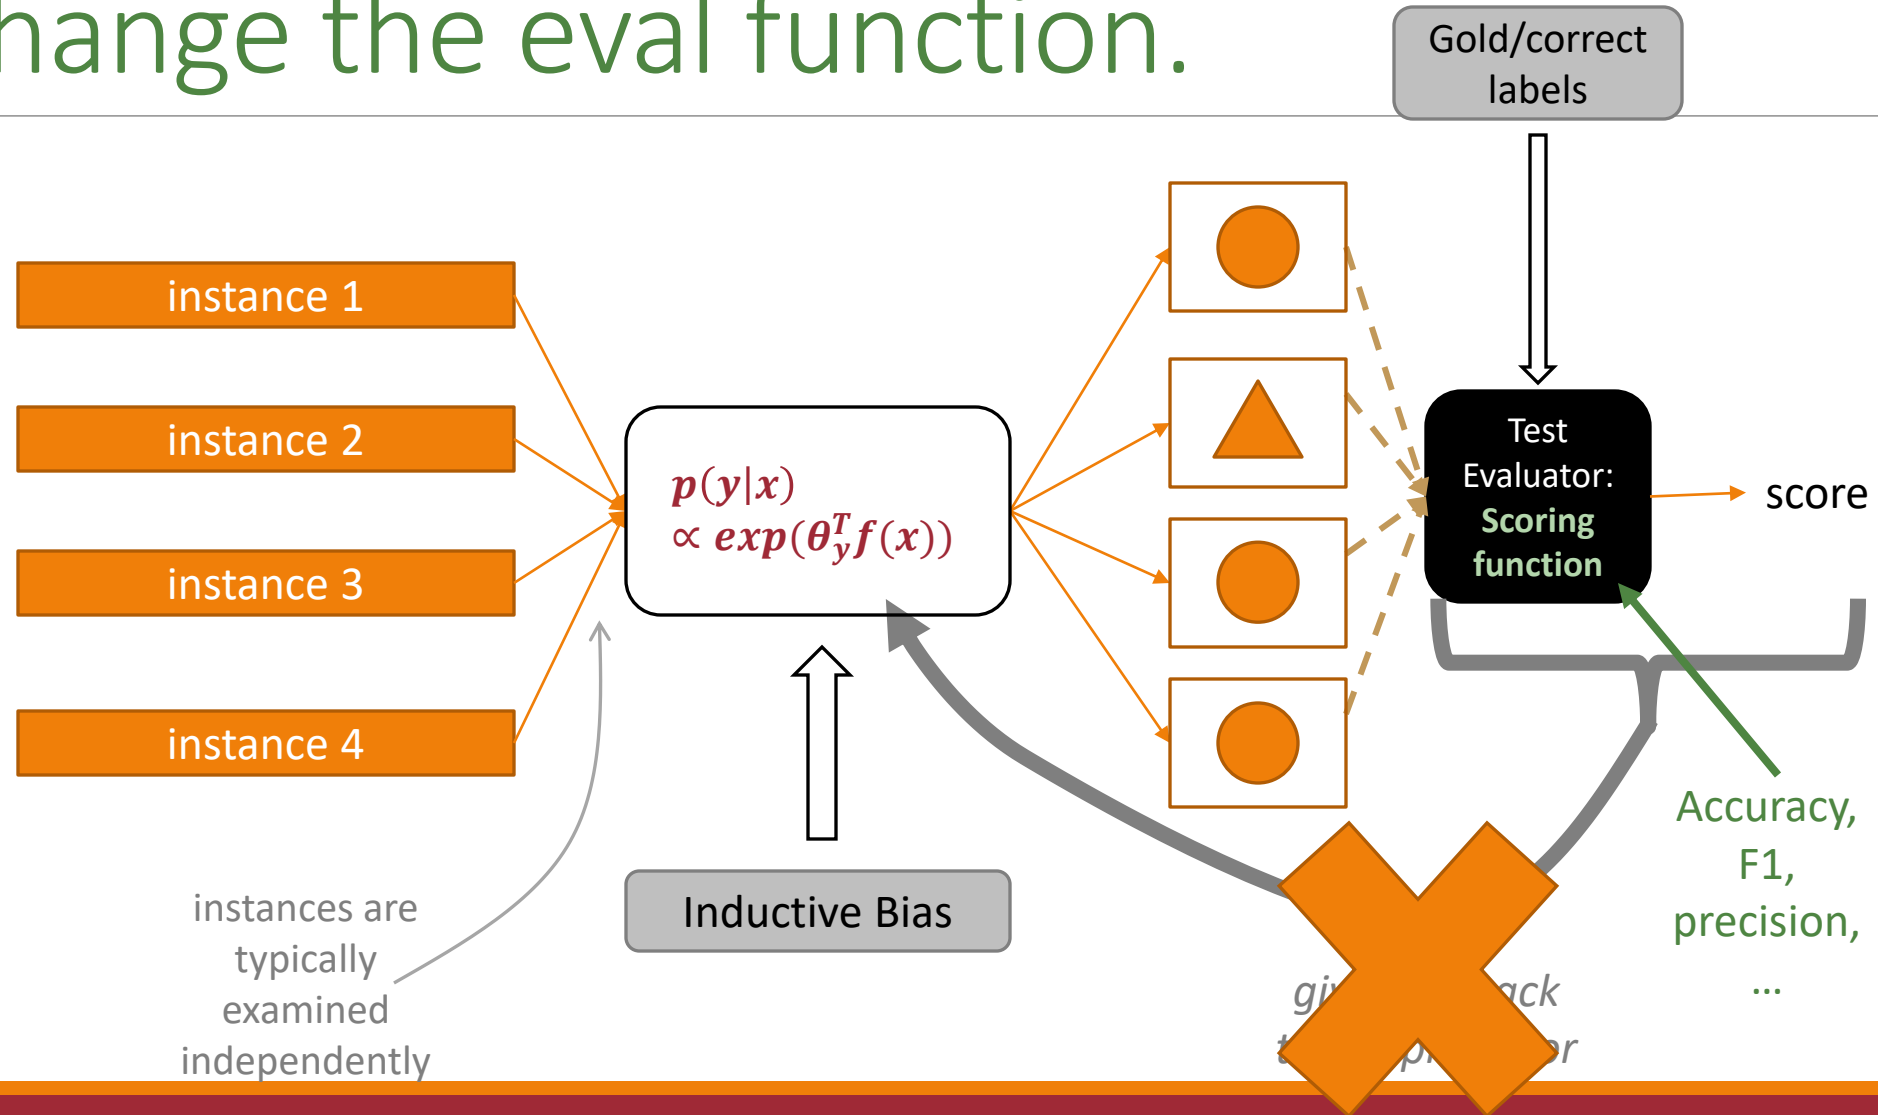 hange the eval function.
Gold/correct
labels
instance 1
instance 2
instance 3
instance 4
p(y|x)
∝ exp(θ_y^T f(x))
Test
Evaluator:
Scoring
function
score
Inductive Bias
instances are
typically
examined
independently
Accuracy,
F1,
precision,
...